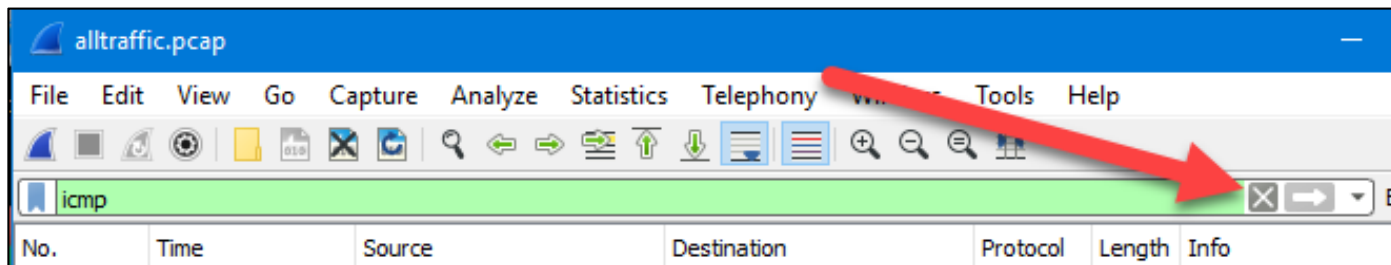 alltraffic.pcap
File Edit View Go Capture Analyze Statistics Telephony Tools Help
icmp
No. Time Source Destination Protocol Length Info